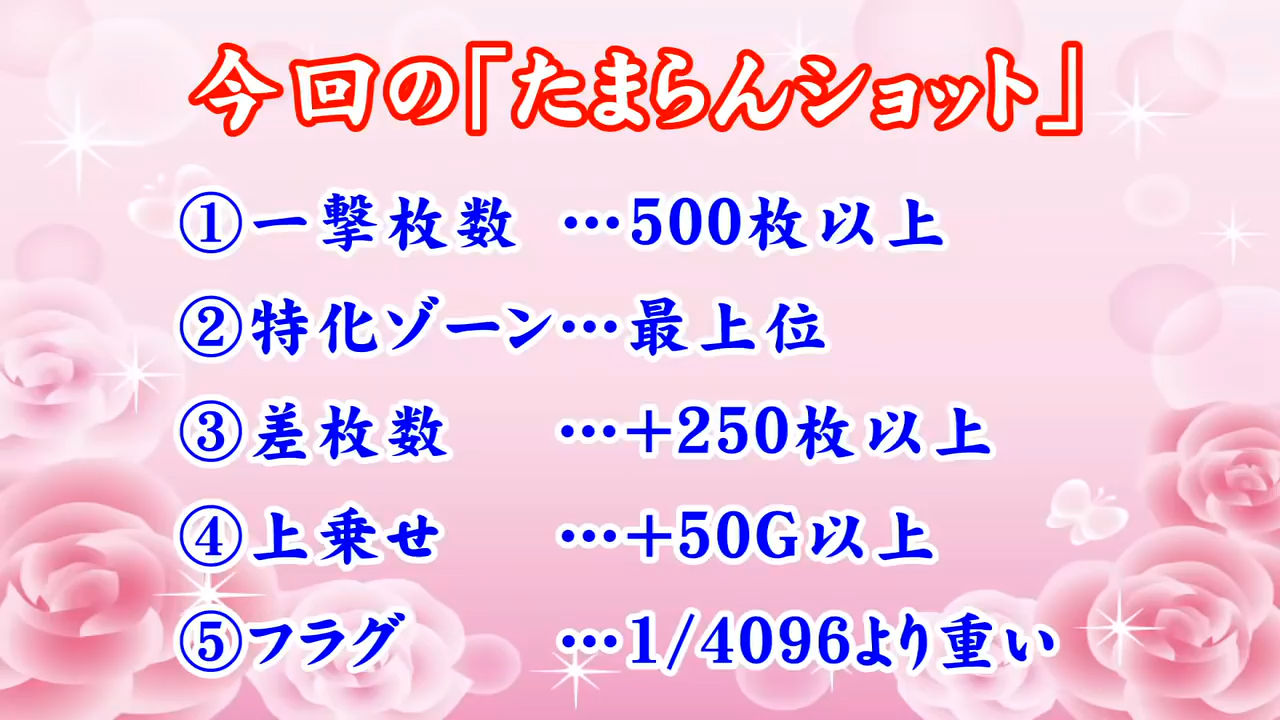 今回の「たまらんショット」
①一撃枚数 …500枚以上
②特化ゾーン…最上位
③差枚数 …+250枚以上
④上乗せ …+50G以上
⑤フラグ …1/4096より重い